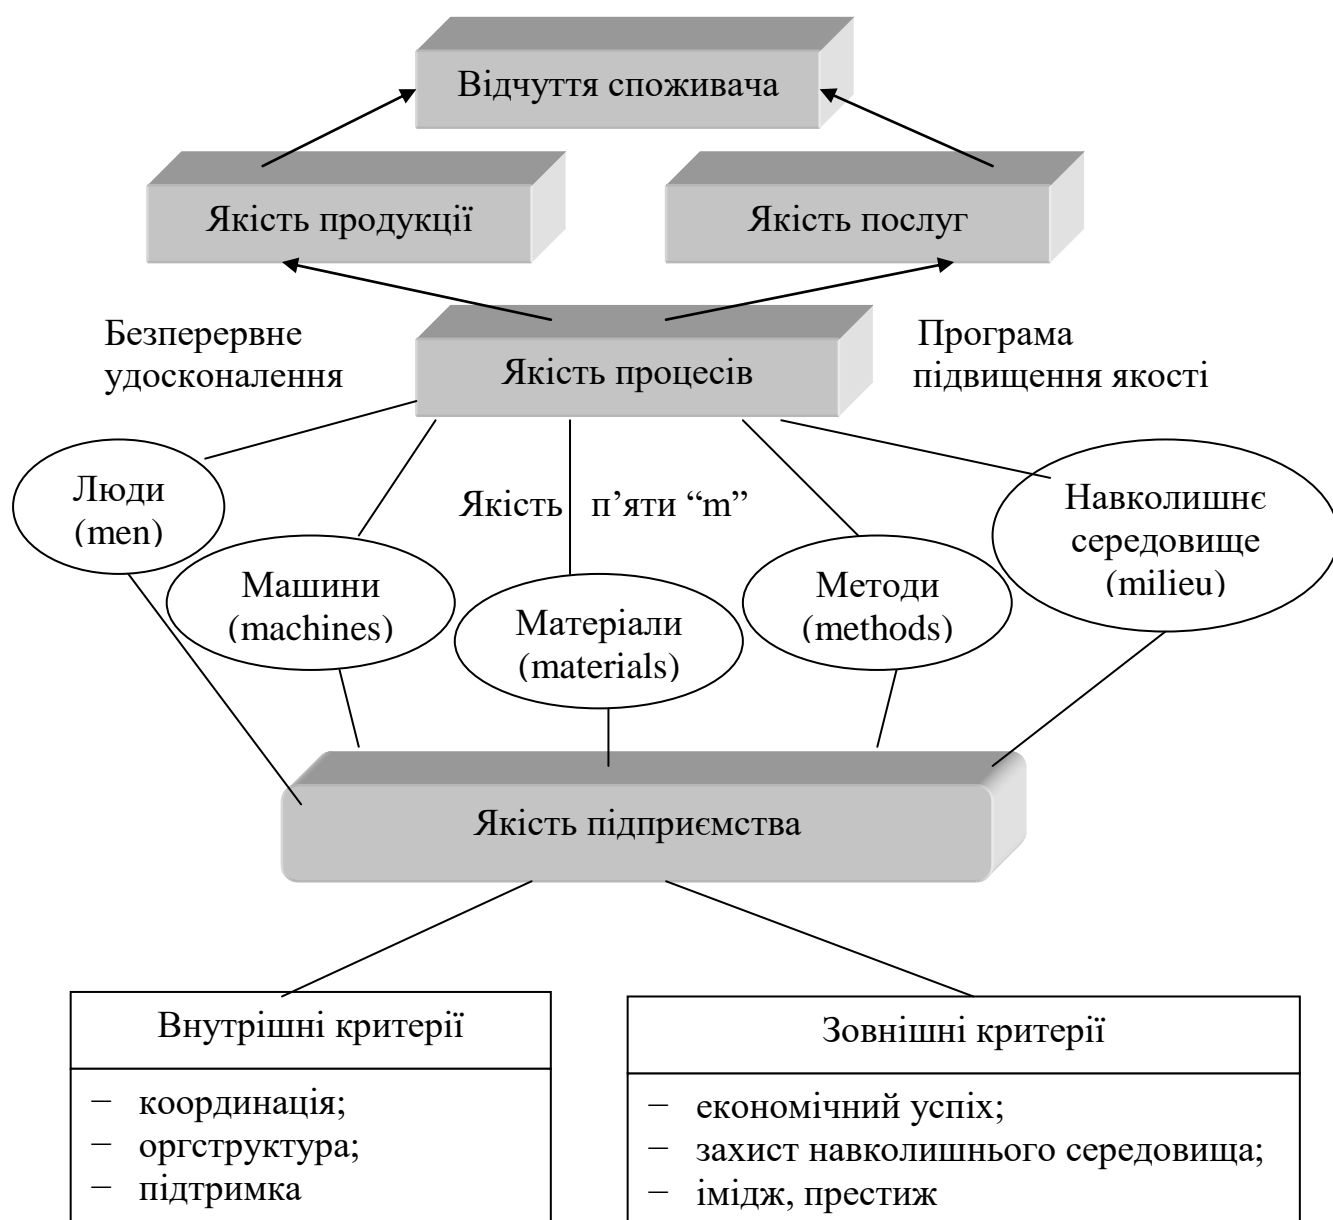 Відчуття споживача
Якість продукції
Якість послуг
Безперервне
удосконалення
Якість процесів
Програма
підвищення якості
Люди
(men)
Якість п’яти “m”
Навколишнє
середовище
(milieu)
Машини
(machines)
Матеріали
(materials)
Методи
(methods)
Якість підприємства
Внутрішні критерії
− координація;
− оргструктура;
− підтримка
Зовнішні критерії
− економічний успіх;
− захист навколишнього середовища;
− імідж, престиж